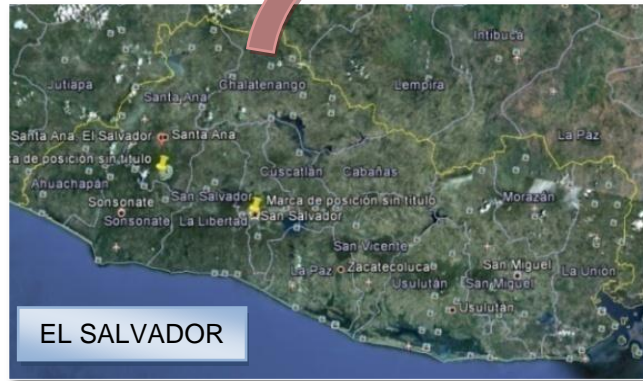 Intibuca
Jutiapa
Ghalatenango
Lempira
Santa Ana
La Paz
Santa Ana, El Salvador
Santa Ana
ca de posición sin título
Cuscatlán
Cabañas
Ahuachapán
Morazán
San Salvador
Marca de posición sin título
Sonsonate
Sonsonate
La Libertad
San Salvador
San Vicente
La Paz
Zacatecoluca
San Miguel
La Unión
Usulután
San Miguel
Usulután
EL SALVADOR